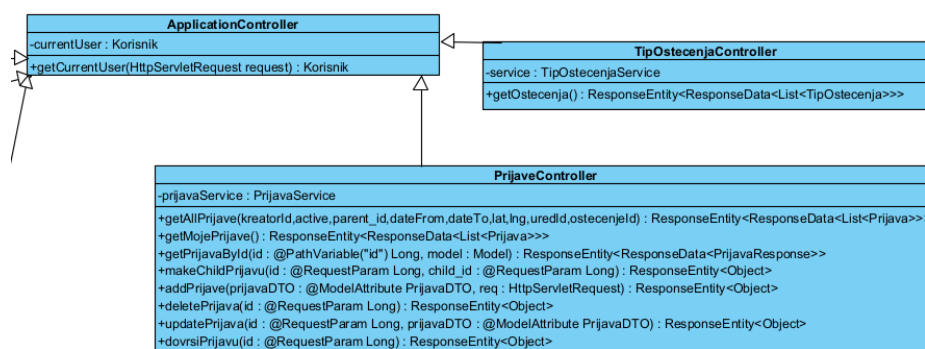 ApplicationController
-currentUser : Korisnik
+getCurrentUser(HttpServletRequest request) : Korisnik
TipOstecenjaController
-service : TipOstecenjaService
+getOstecenja() : ResponseEntity<ResponseData<List<TipOstecenja>>>
PrijaveController
-prijavaService : PrijavaService
+getAllPrijave(kreatorId,active,parent_id,dateFrom,dateTo,lat,lng,uredId,ostecenjeId) : ResponseEntity<ResponseData<List<Prijava>>>
+getMojePrijave() : ResponseEntity<ResponseData<List<Prijava>>>
+getPrijavaById(id : @PathVariable("id") Long, model : Model) : ResponseEntity<ResponseData<PrijavaResponse>>
+makeChildPrijavu(id : @RequestParam Long, child_id : @RequestParam Long) : ResponseEntity<Object>
+addPrijave(prijavaDTO : @ModelAttribute PrijavaDTO, req : HttpServletRequest) : ResponseEntity<Object>
+deletePrijava(id : @RequestParam Long) : ResponseEntity<Object>
+updatePrijava(id : @RequestParam Long, prijavaDTO : @ModelAttribute PrijavaDTO) : ResponseEntity<Object>
+dovrsiPrijavu(id : @RequestParam Long) : ResponseEntity<Object>